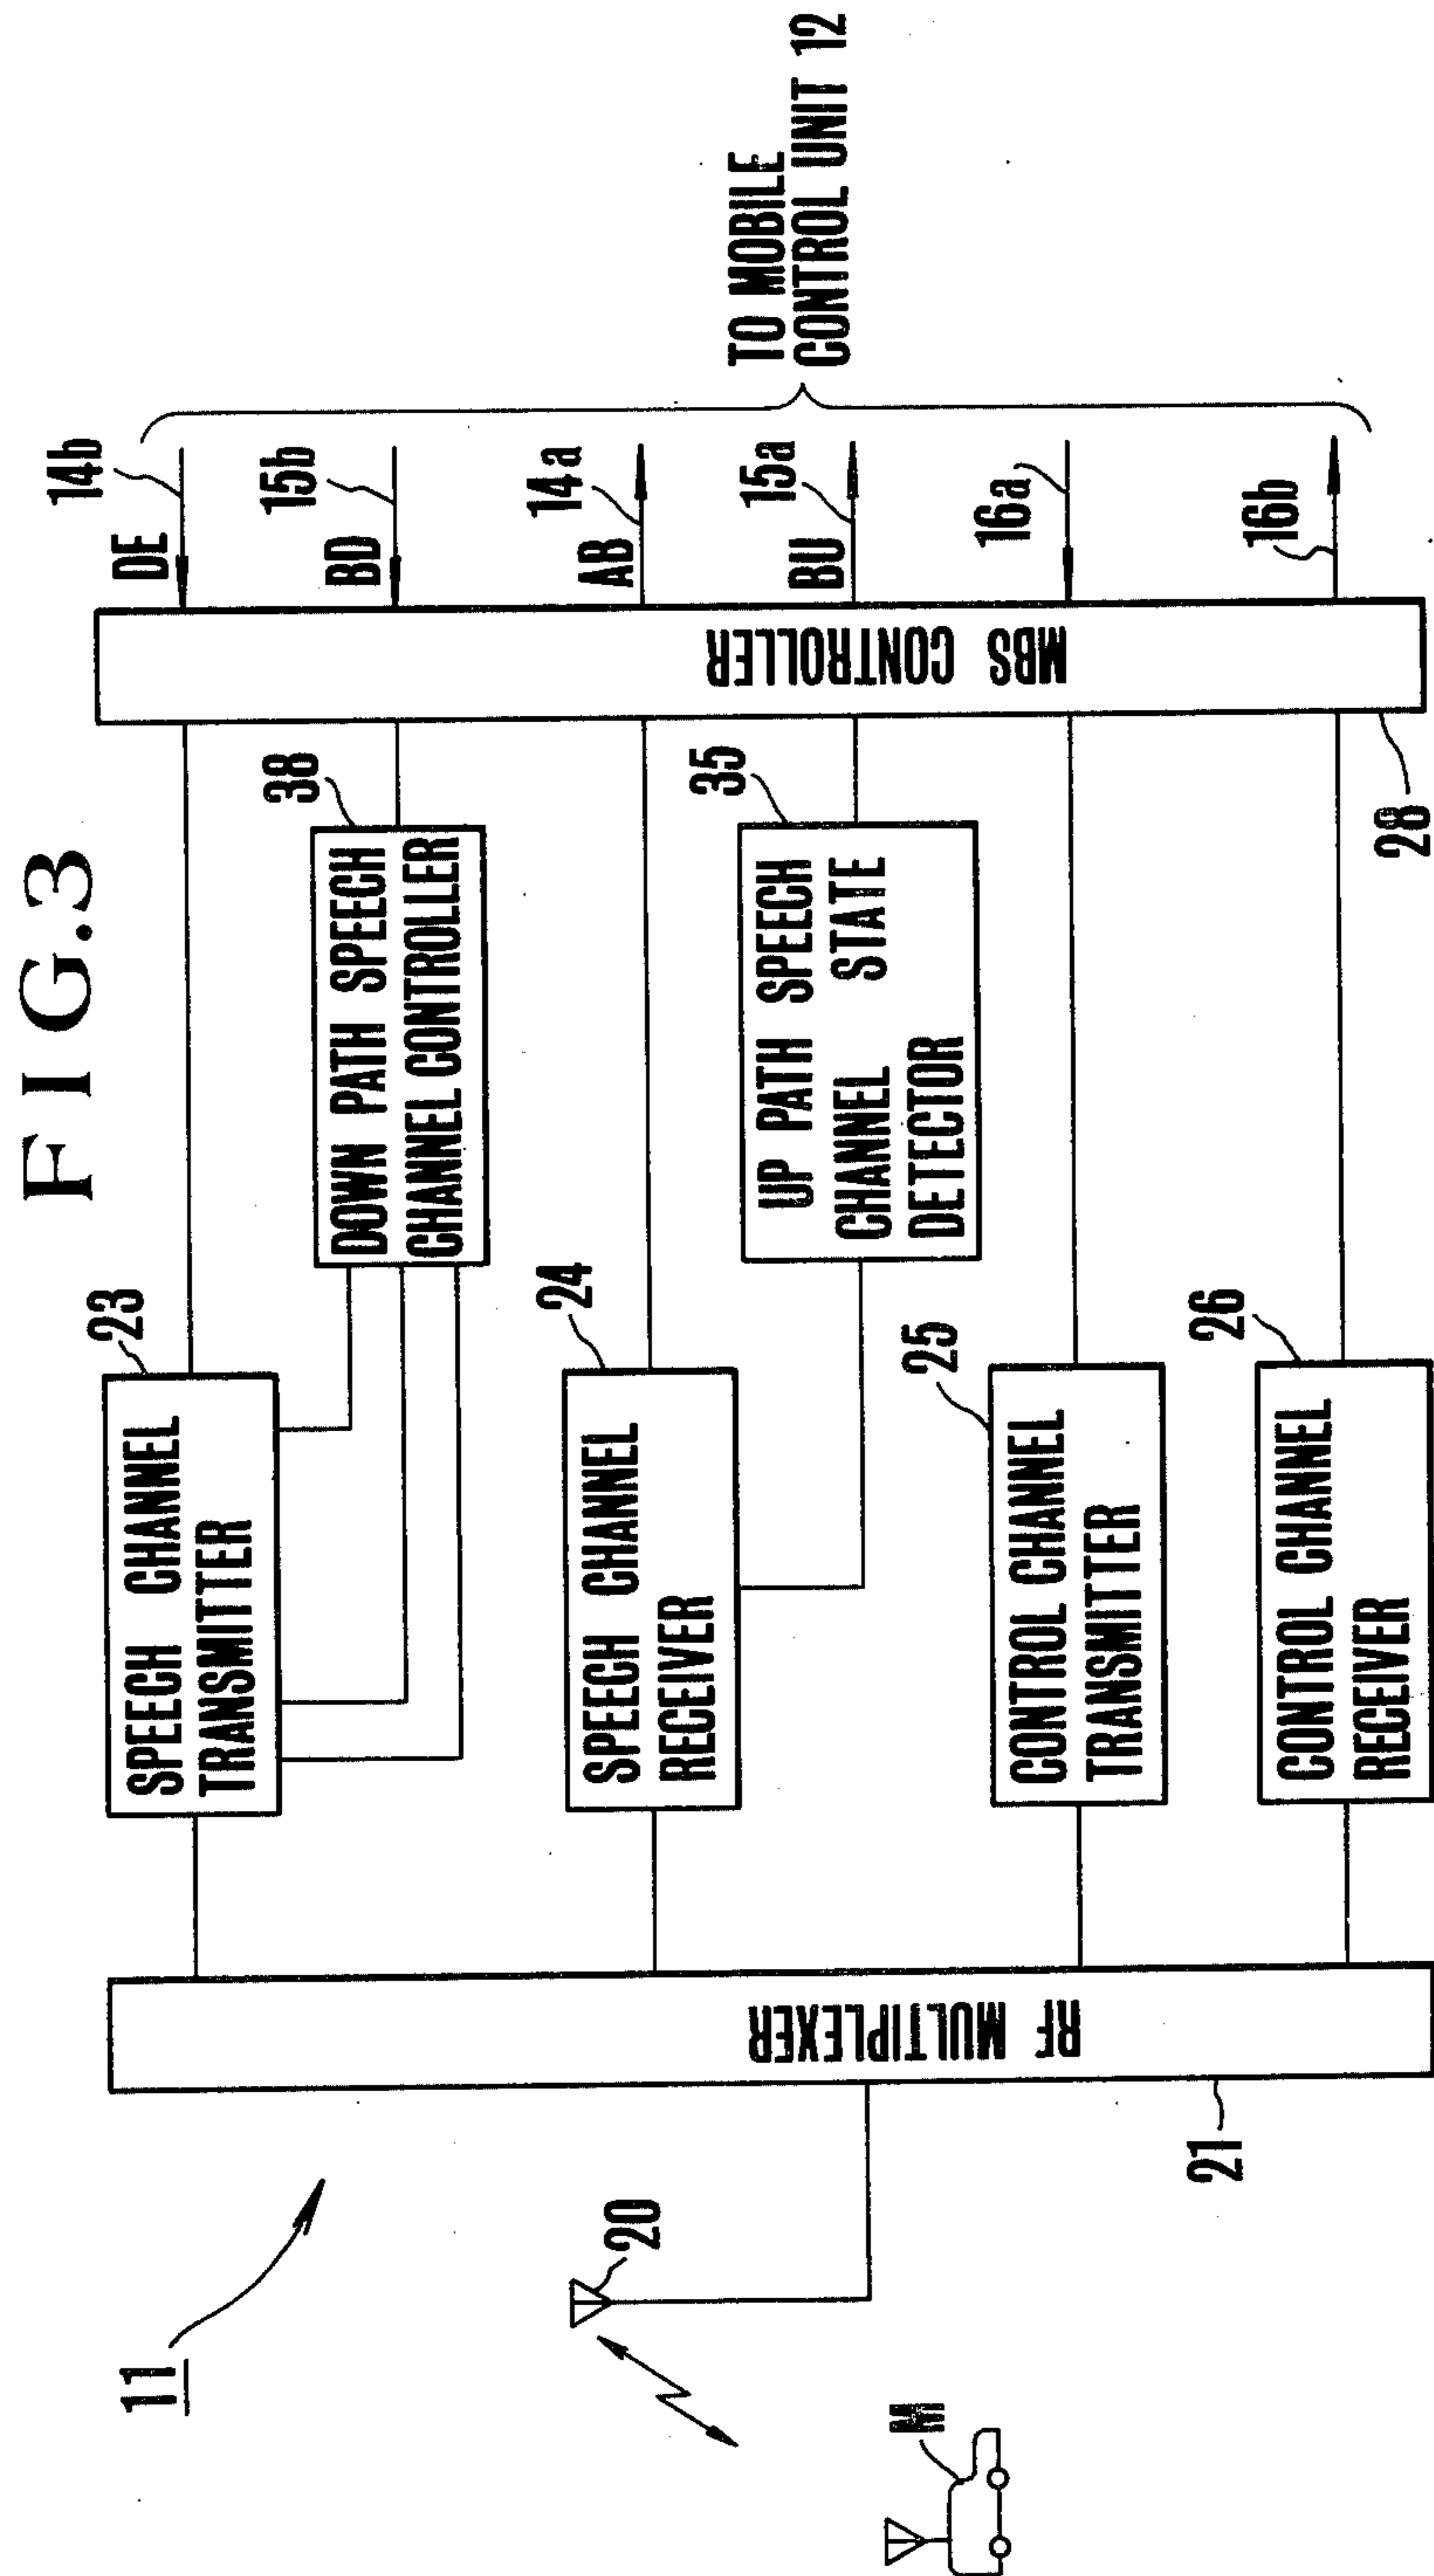 FIG.3
11
20
M
21
RF MULTIPLEXER
23
SPEECH CHANNEL
TRANSMITTER
38
DOWN PATH SPEECH
CHANNEL CONTROLLER
24
SPEECH CHANNEL
RECEIVER
35
UP PATH SPEECH
CHANNEL STATE
DETECTOR
25
CONTROL CHANNEL
TRANSMITTER
26
CONTROL CHANNEL
RECEIVER
MBS CONTROLLER
28
DE
14b
BD
15b
AB
14a
BU
15a
16a
16b
TO MOBILE
CONTROL UNIT 12